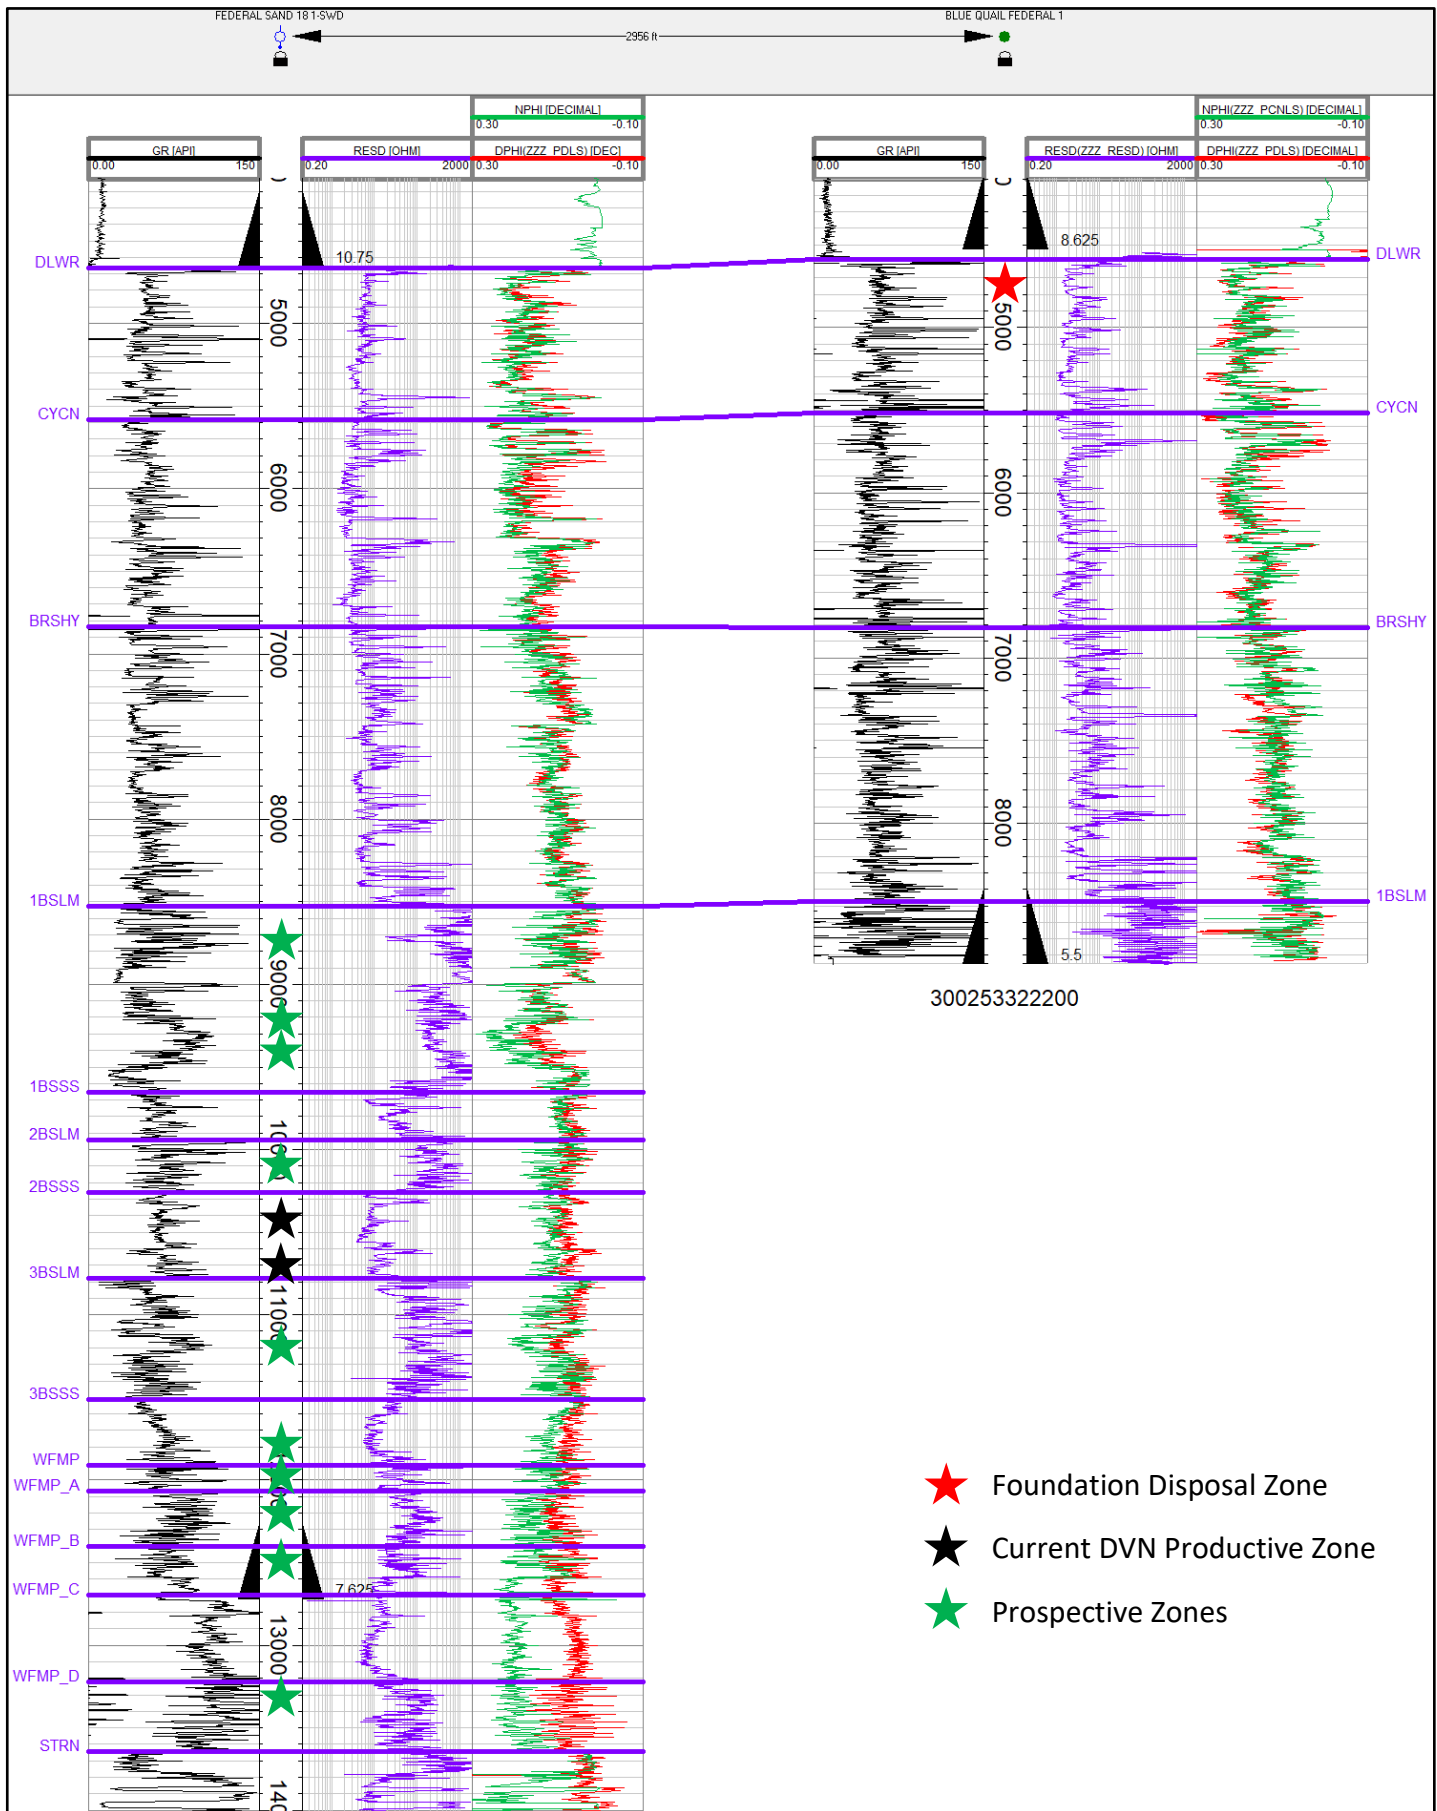 FEDERAL SAND 18 1-SWD
BLUE QUAIL FEDERAL 1
2956 ft
NPHI [DECIMAL]
0.30 -0.10
GR [API]
0.00 150
RESD [OHM]
0.20 2000
DPHI(ZZZ_PDLS) [DEC]
0.30 -0.10
NPHI(ZZZ_PCNLS) [DECIMAL]
0.30 -0.10
GR [API]
0.00 150
RESD(ZZZ_RESD) [OHM]
0.20 2000
DPHI(ZZZ_PDLS) [DECIMAL]
0.30 -0.10
8.625
10.75
DLWR
DLWR
5000
5000
CYCN
CYCN
6000
6000
BRSHY
BRSHY
7000
7000
8000
8000
1BSLM
1BSLM
9000
5.5
300253322200
1BSSS
2BSLM
2BSSS
3BSLM
11000
3BSSS
WFMP
WFMP_A
WFMP_B
WFMP_C
7.625
13000
WFMP_D
STRN
140
Foundation Disposal Zone
Current DVN Productive Zone
Prospective Zones